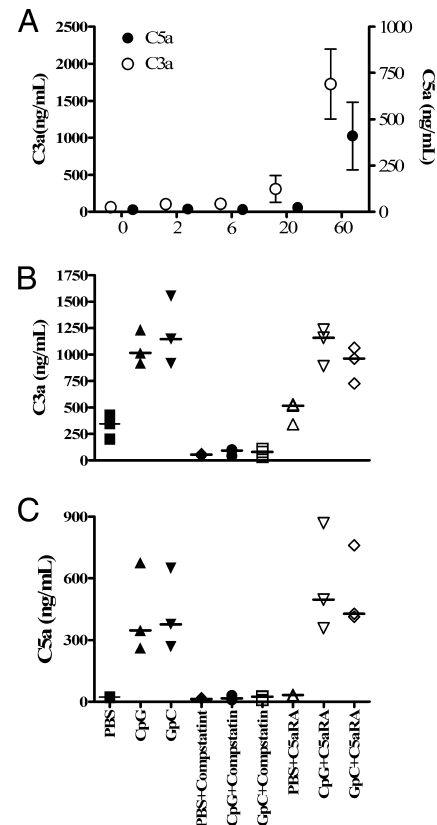 A
C5a
C3a
2500
2000
1500
1000
500
0
C3a(ng/mL)
1000
750
500
250
0
C5a (ng/mL)
0 2 6 20 60
B
1750
1500
1250
1000
750
500
250
0
C3a (ng/mL)
C
900
600
300
0
C5a (ng/mL)
PBS
CpG
GpC
PBS+Compstatint
CpG+Compstatin
GpC+Compstatin
PBS+C5aRA
CpG+C5aRA
GpC+C5aRA